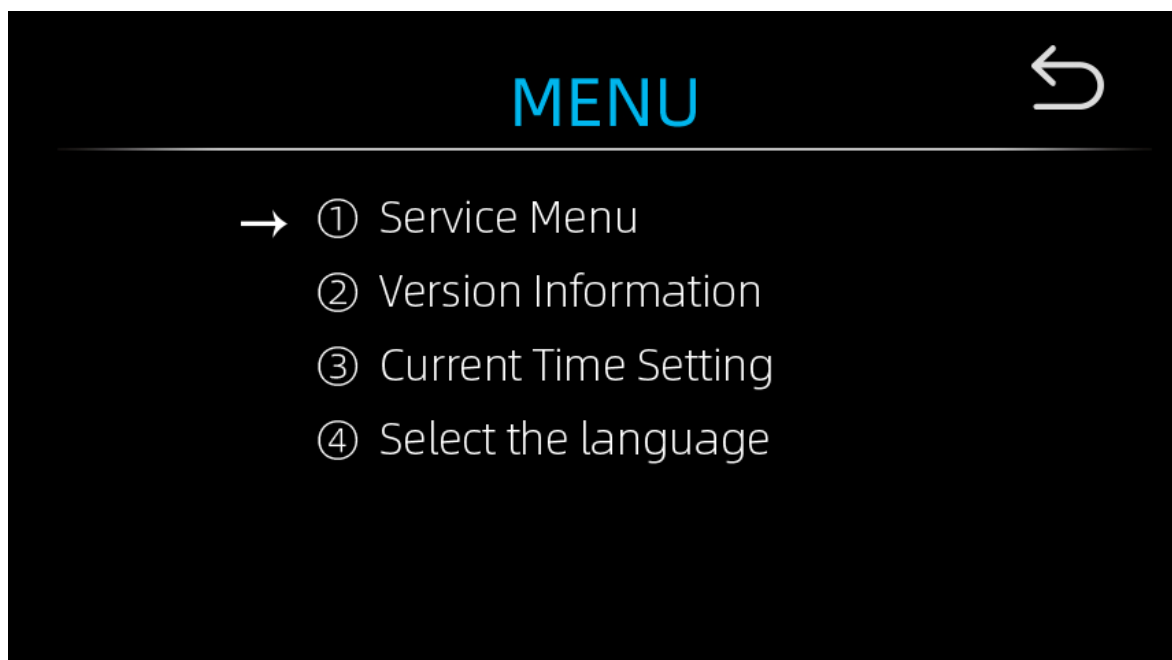 MENU
→ ① Service Menu
② Version Information
③ Current Time Setting
④ Select the language